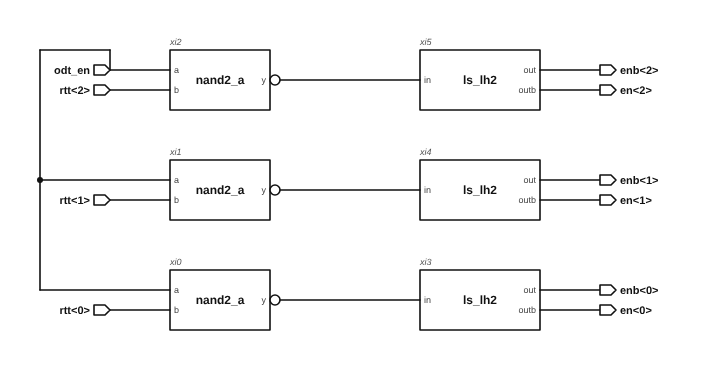 xi2 xi5
odt_en a nand2_a y in ls_lh2 out enb<2>
rtt<2> b outb en<2>
xi1 xi4
a nand2_a y in ls_lh2 out enb<1>
rtt<1> b outb en<1>
xi0 xi3
a nand2_a y in ls_lh2 out enb<0>
rtt<0> b outb en<0>